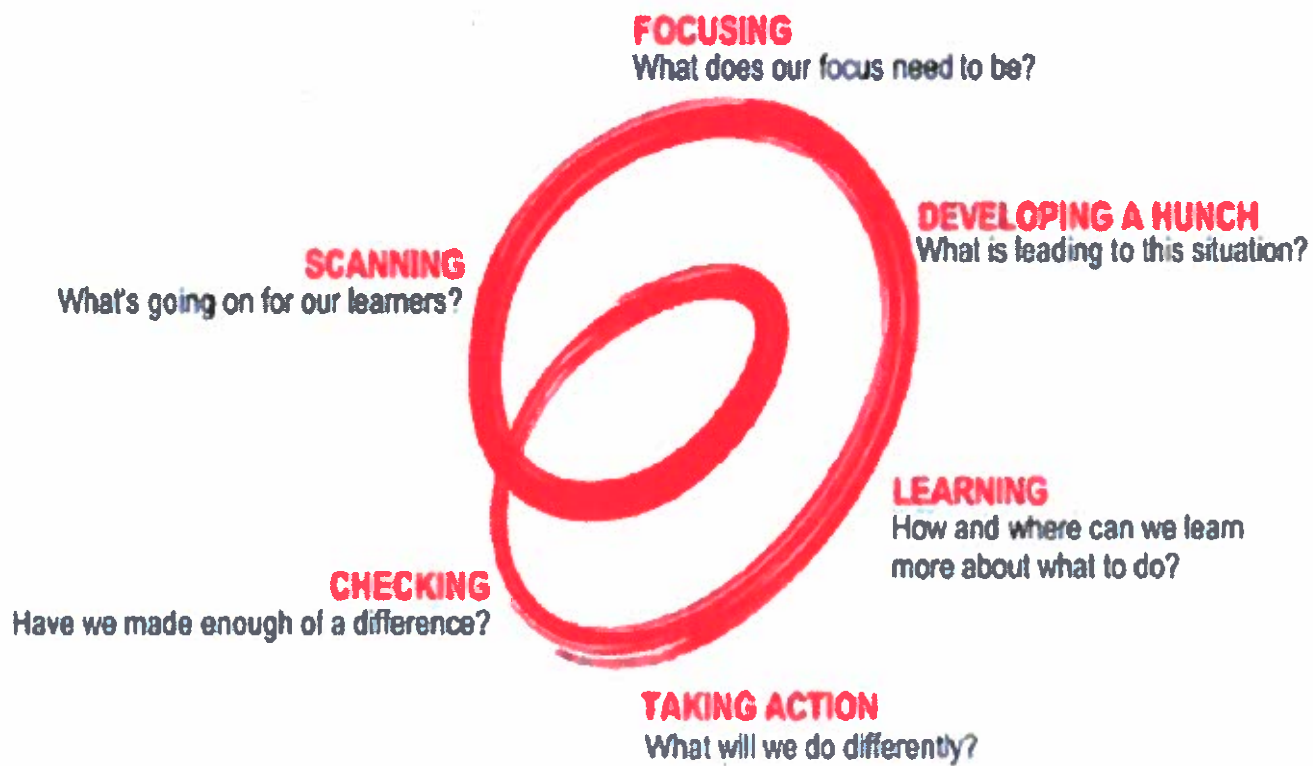 FOCUSING
What does our focus need to be?
DEVELOPING A HUNCH
What is leading to this situation?
SCANNING
What's going on for our learners?
LEARNING
How and where can we learn
more about what to do?
CHECKING
Have we made enough of a difference?
TAKING ACTION
What will we do differently?